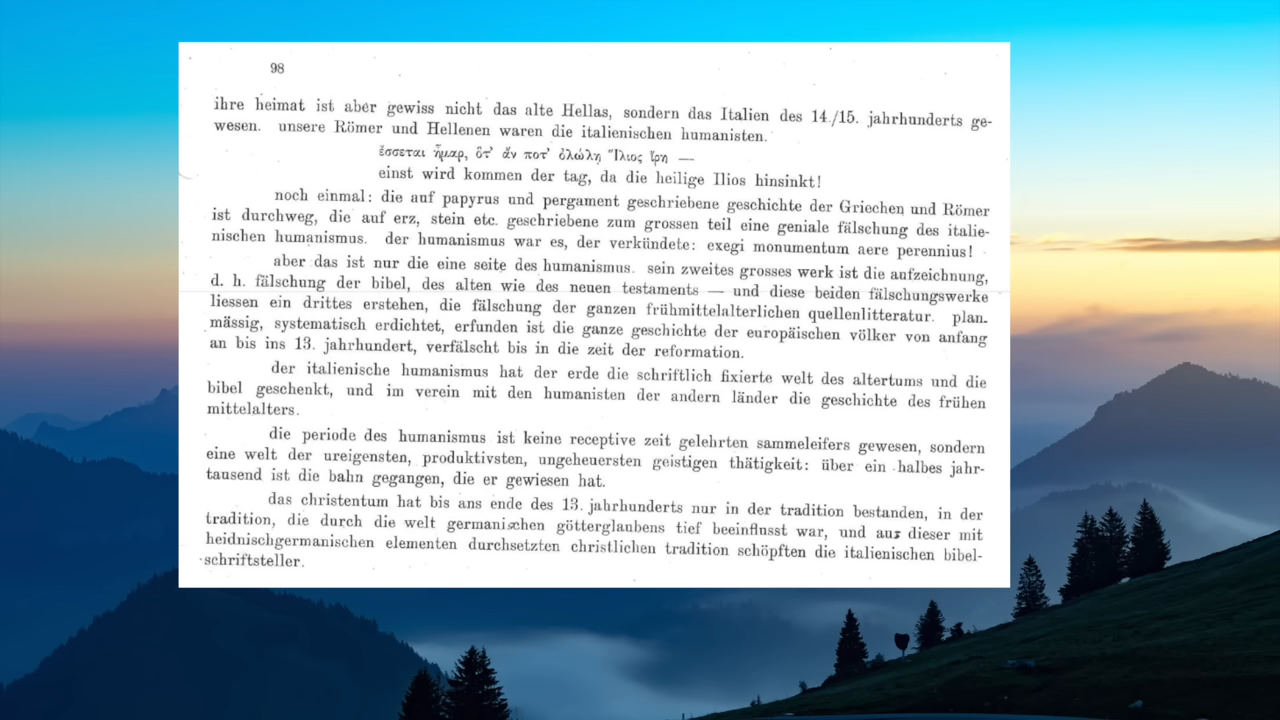 98
ihre heimat ist aber gewiss nicht das alte Hellas, sondern das Italien des 14./15. jahrhunderts ge-
wesen. unsere Römer und Hellenen waren die italienischen humanisten.
ἔσσεται ἦμαρ, ὅτ' ἄν ποτ' ὀλώλῃ Ἴλιος ἵρη —
einst wird kommen der tag, da die heilige Ilios hinsinkt!
noch einmal: die auf papyrus und pergament geschriebene geschichte der Griechen und Römer
ist durchweg, die auf erz, stein etc. geschriebene zum grossen teil eine geniale fälschung des italie-
nischen humanismus. der humanismus war es, der verkündete: exegi monumentum aere perennius!
aber das ist nur die eine seite des humanismus. sein zweites grosses werk ist die aufzeichnung,
d. h. fälschung der bibel, des alten wie des neuen testaments — und diese beiden fälschungswerke
liessen ein drittes erstehen, die fälschung der ganzen frühmittelalterlichen quellenlitteratur. plan-
mässig, systematisch erdichtet, erfunden ist die ganze geschichte der europäischen völker von anfang
an bis ins 13. jahrhundert, verfälscht bis in die zeit der reformation.
der italienische humanismus hat der erde die schriftlich fixierte welt des altertums und die
bibel geschenkt, und im verein mit den humanisten der andern länder die geschichte des frühen
mittelalters.
die periode des humanismus ist keine receptive zeit gelehrten sammeleifers gewesen, sondern
eine welt der ureigensten, produktivsten, ungeheuersten geistigen thätigkeit: über ein halbes jahr-
tausend ist die bahn gegangen, die er gewiesen hat.
das christentum hat bis ans ende des 13. jahrhunderts nur in der tradition bestanden, in der
tradition, die durch die welt germanischen götterglaubens tief beeinflusst war, und aus dieser mit
heidnischgermanischen elementen durchsetzten christlichen tradition schöpften die italienischen bibel-
schriftsteller.